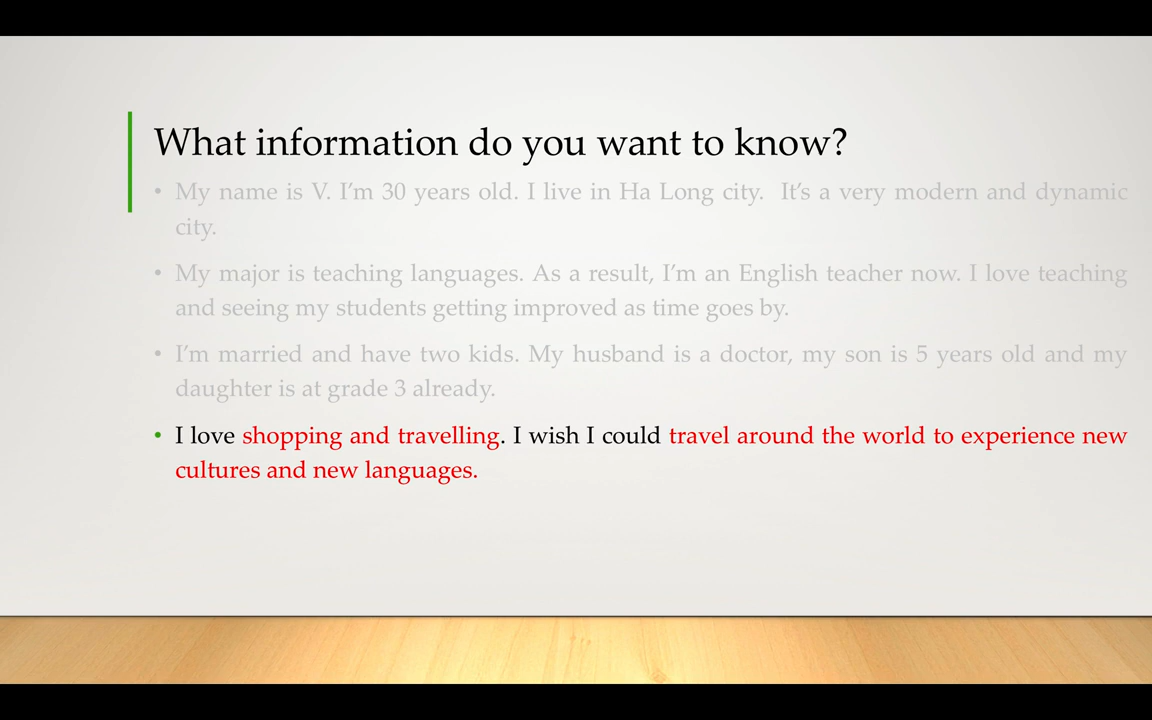 What information do you want to know?
• My name is V. I'm 30 years old. I live in Ha Long city.  It's a very modern and dynamic
city.
• My major is teaching languages. As a result, I'm an English teacher now. I love teaching
and seeing my students getting improved as time goes by.
• I'm married and have two kids. My husband is a doctor, my son is 5 years old and my
daughter is at grade 3 already.
• I love shopping and travelling. I wish I could travel around the world to experience new
cultures and new languages.